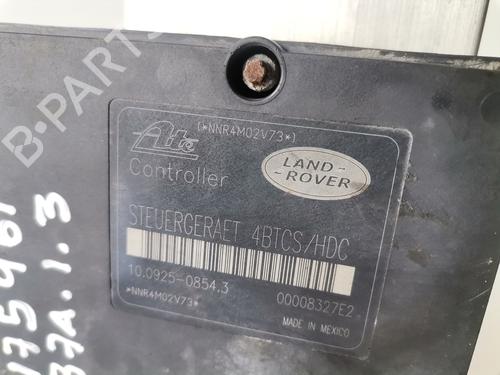 B-PARTS
(*NNR4M02V73*)
Ate
LAND-
ROVER
Controller
STEUERGERAET 4BTCS/HDC
10.0925-0854.3
00008327E2
*NNR4M02V73*
MADE IN MEXICO
37A.1.3